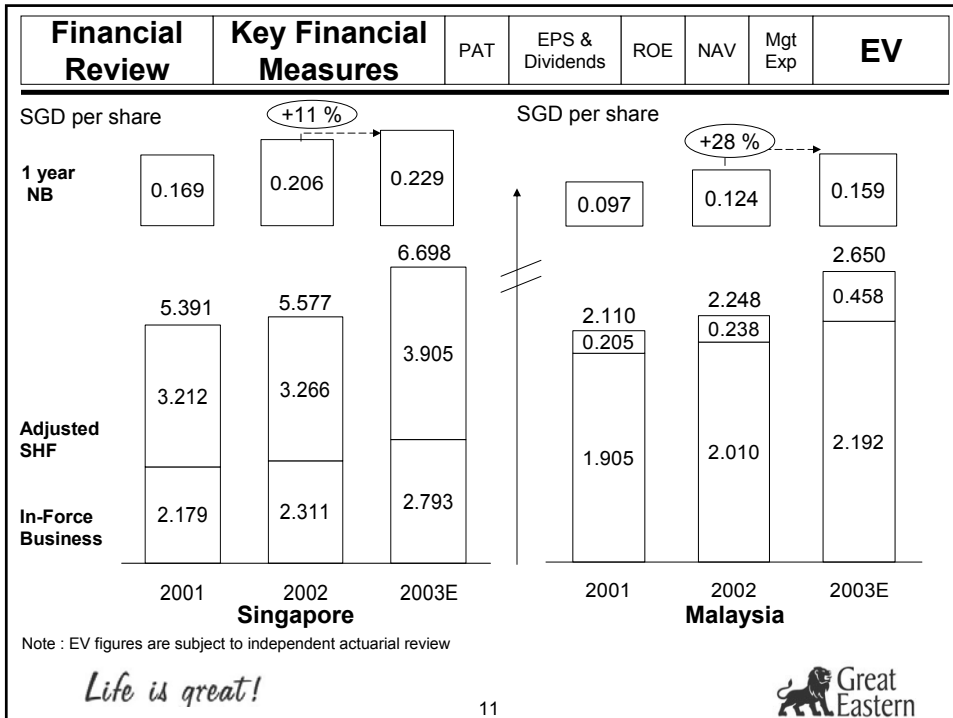 Financial Review
Key Financial Measures
PAT
EPS & Dividends
ROE
NAV
Mgt Exp
EV
SGD per share
+11 %
1 year NB
0.169
0.206
0.229
6.698
5.391
5.577
3.905
3.212
3.266
Adjusted SHF
2.793
2.179
2.311
In-Force Business
2001
2002
2003E
Singapore
SGD per share
+28 %
0.097
0.124
0.159
2.650
2.110
2.248
0.458
0.205
0.238
1.905
2.010
2.192
2001
2002
2003E
Malaysia
Note : EV figures are subject to independent actuarial review
Life is great!
11
Great Eastern